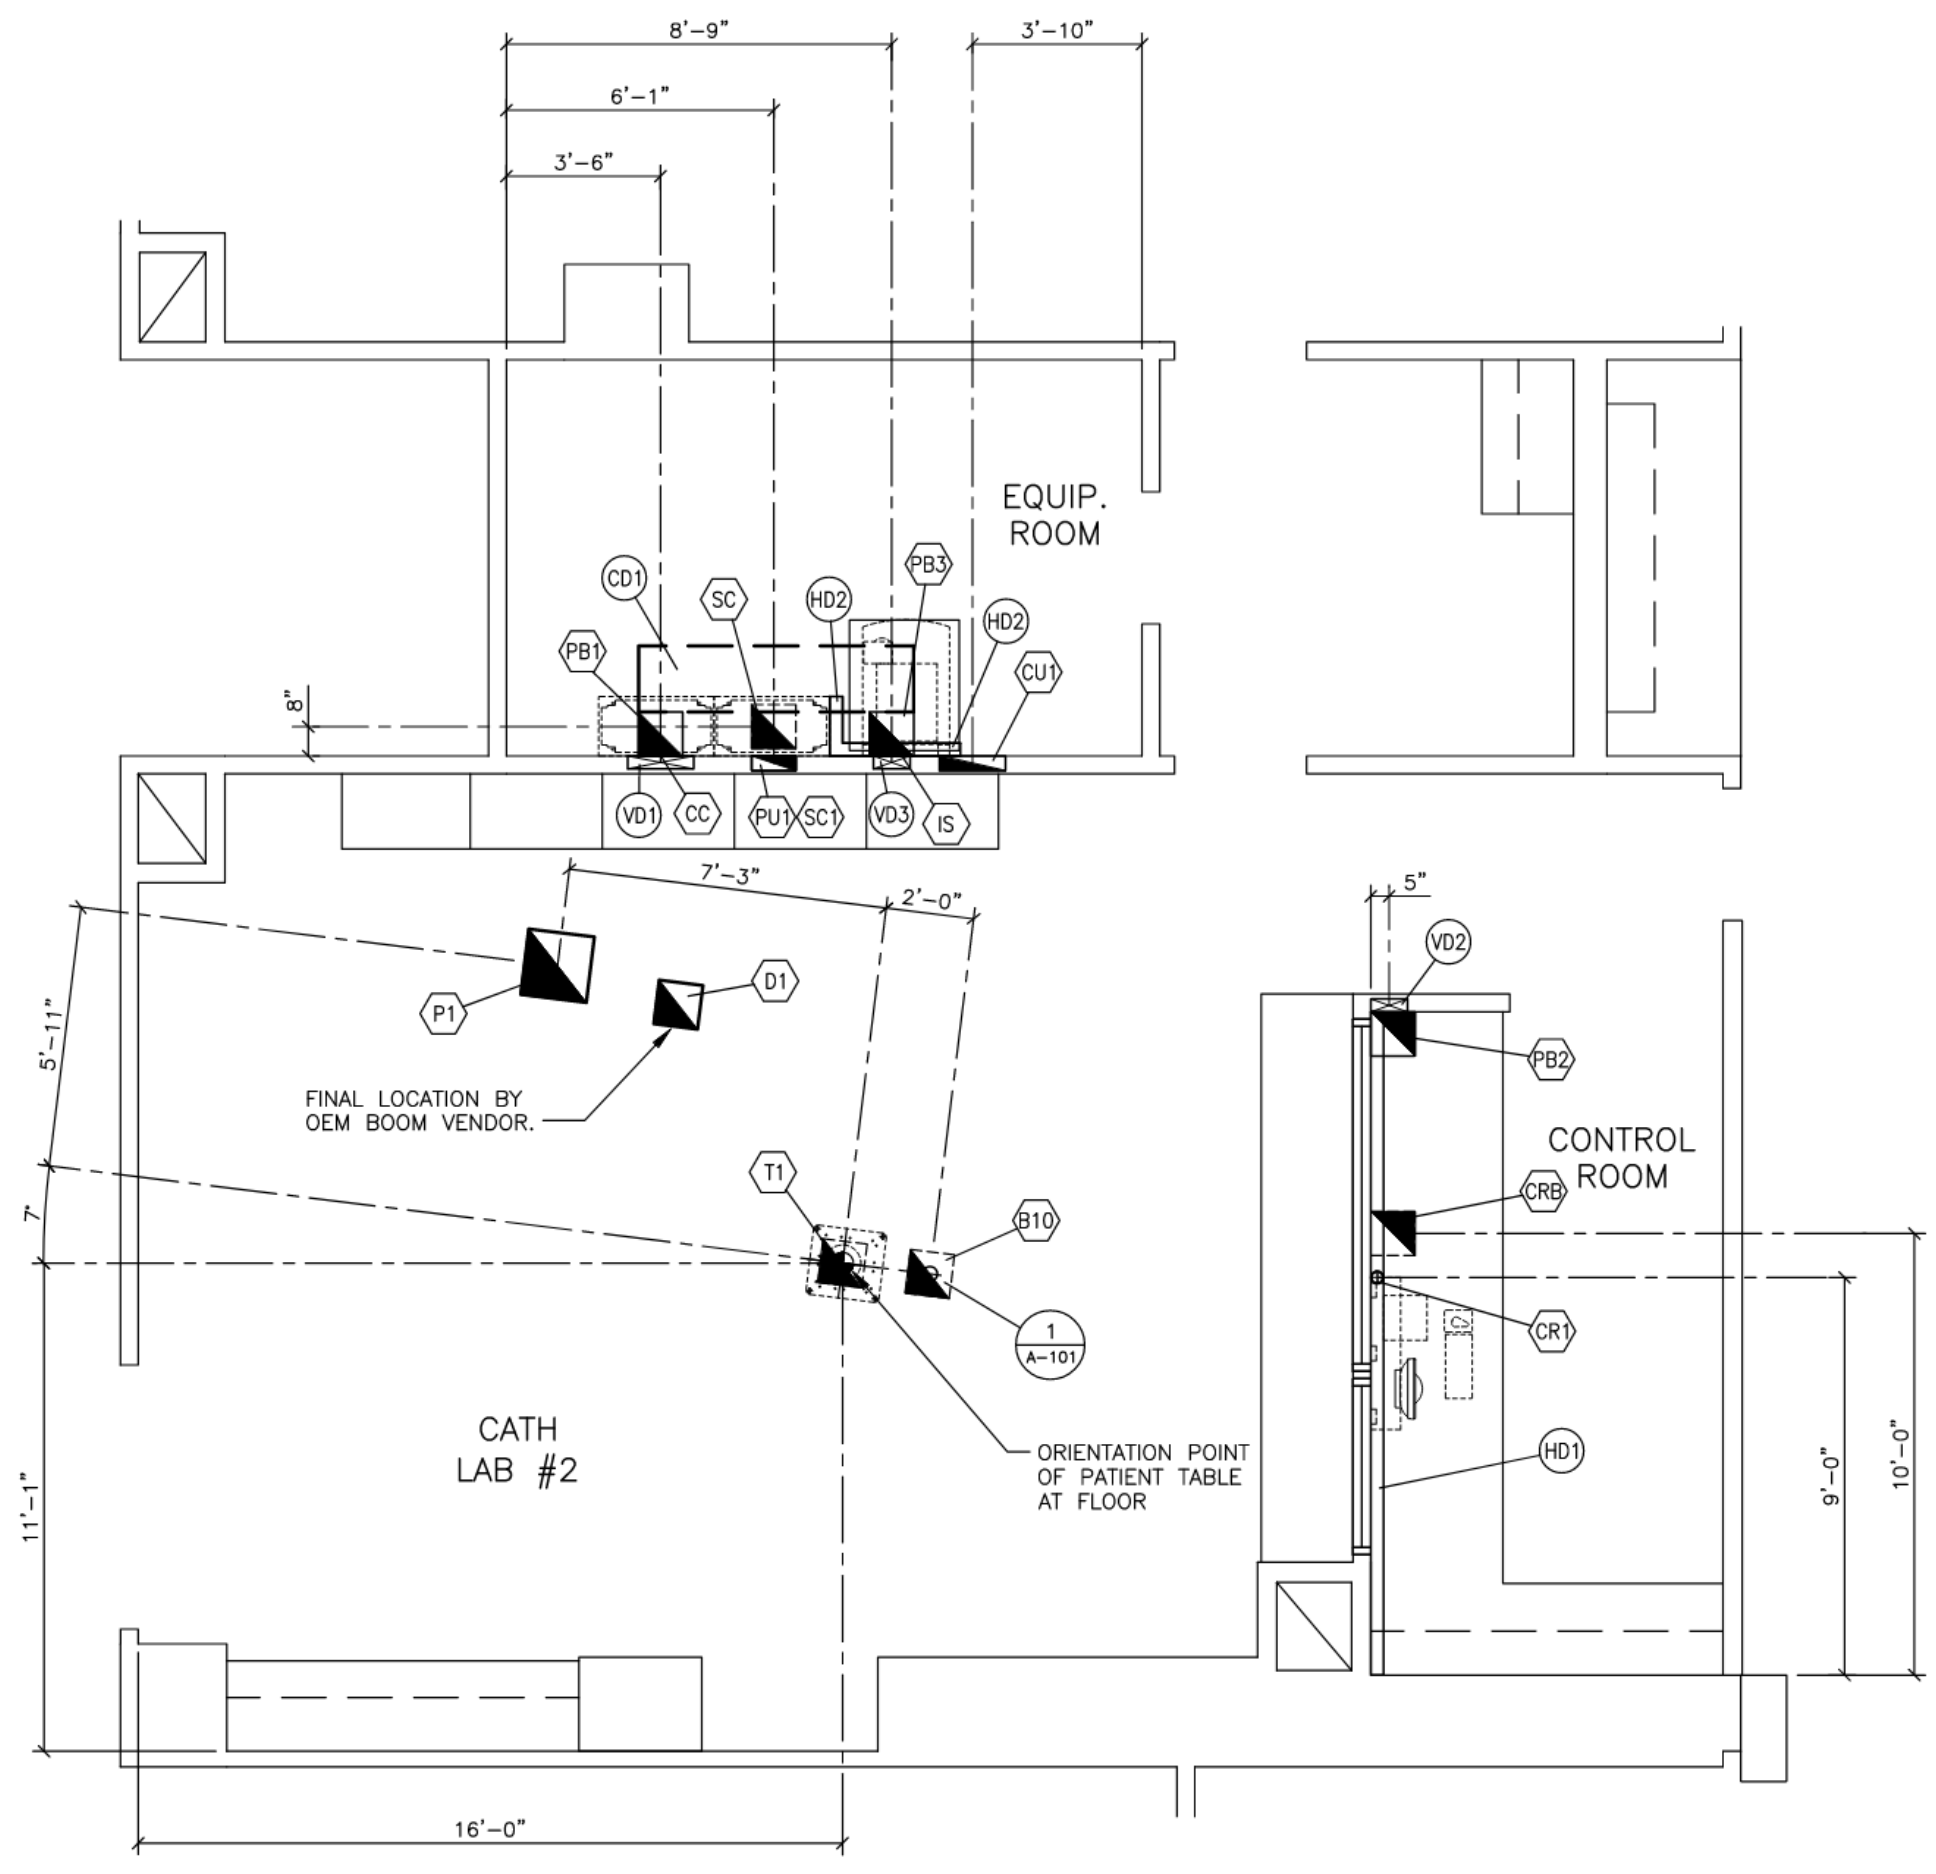 8'-9"
3'-10"
6'-1"
3'-6"
EQUIP.
ROOM
CD1
SC
HD2
PB3
HD2
PB1
CU1
8"
VD1
CC
PU1
SC1
VD3
IS
7'-3"
2'-0"
5"
VD2
D1
P1
5'-11"
PB2
FINAL LOCATION BY
OEM BOOM VENDOR.
CONTROL
ROOM
T1
CRB
B10
7°
1
A-101
CR1
CATH
LAB #2
ORIENTATION POINT
OF PATIENT TABLE
AT FLOOR
HD1
11'-1"
9'-0"
10'-0"
16'-0"